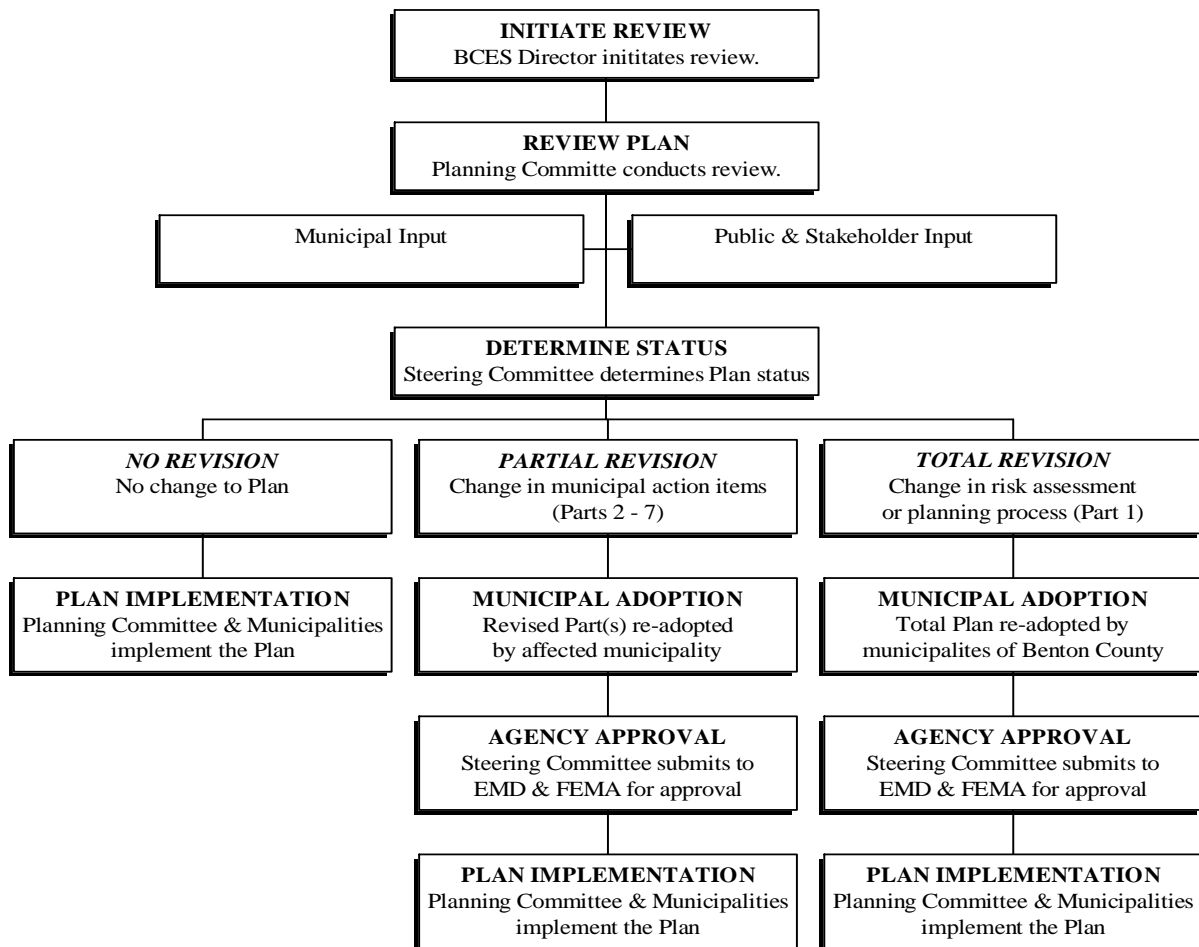 INITIATE REVIEW
BCES Director inititates review.
REVIEW PLAN
Planning Committe conducts review.
Municipal Input
Public & Stakeholder Input
DETERMINE STATUS
Steering Committee determines Plan status
NO REVISION
No change to Plan
PARTIAL REVISION
Change in municipal action items
(Parts 2 - 7)
TOTAL REVISION
Change in risk assessment
or planning process (Part 1)
PLAN IMPLEMENTATION
Planning Committee & Municipalities
implement the Plan
MUNICIPAL ADOPTION
Revised Part(s) re-adopted
by affected municipality
MUNICIPAL ADOPTION
Total Plan re-adopted by
municipalites of Benton County
AGENCY APPROVAL
Steering Committee submits to
EMD & FEMA for approval
AGENCY APPROVAL
Steering Committee submits to
EMD & FEMA for approval
PLAN IMPLEMENTATION
Planning Committee & Municipalities
implement the Plan
PLAN IMPLEMENTATION
Planning Committee & Municipalities
implement the Plan